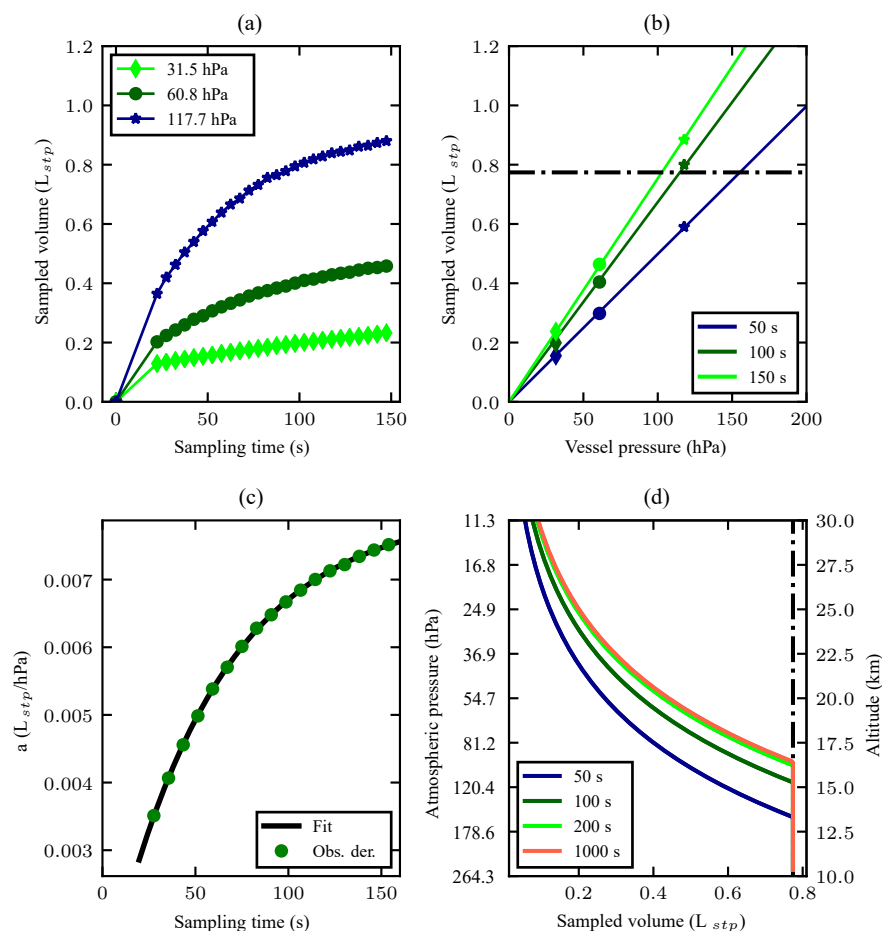 (a)
Sampled volume (L stp)
1.2
1.0
0.8
0.6
0.4
0.2
0.0
31.5 hPa
60.8 hPa
117.7 hPa
0
50
100
150
Sampling time (s)
(b)
Sampled volume (L stp)
1.2
1.0
0.8
0.6
0.4
0.2
0.0
50 s
100 s
150 s
0
50
100
150
200
Vessel pressure (hPa)
(c)
a (L stp/hPa)
0.007
0.006
0.005
0.004
0.003
Fit
Obs. der.
0
50
100
150
Sampling time (s)
(d)
Atmospheric pressure (hPa)
11.3
16.8
24.9
36.9
54.7
81.2
120.4
178.6
264.3
50 s
100 s
200 s
1000 s
0.2
0.4
0.6
0.8
Sampled volume (L stp)
30.0
27.5
25.0
22.5
20.0
17.5
15.0
12.5
10.0
Altitude (km)